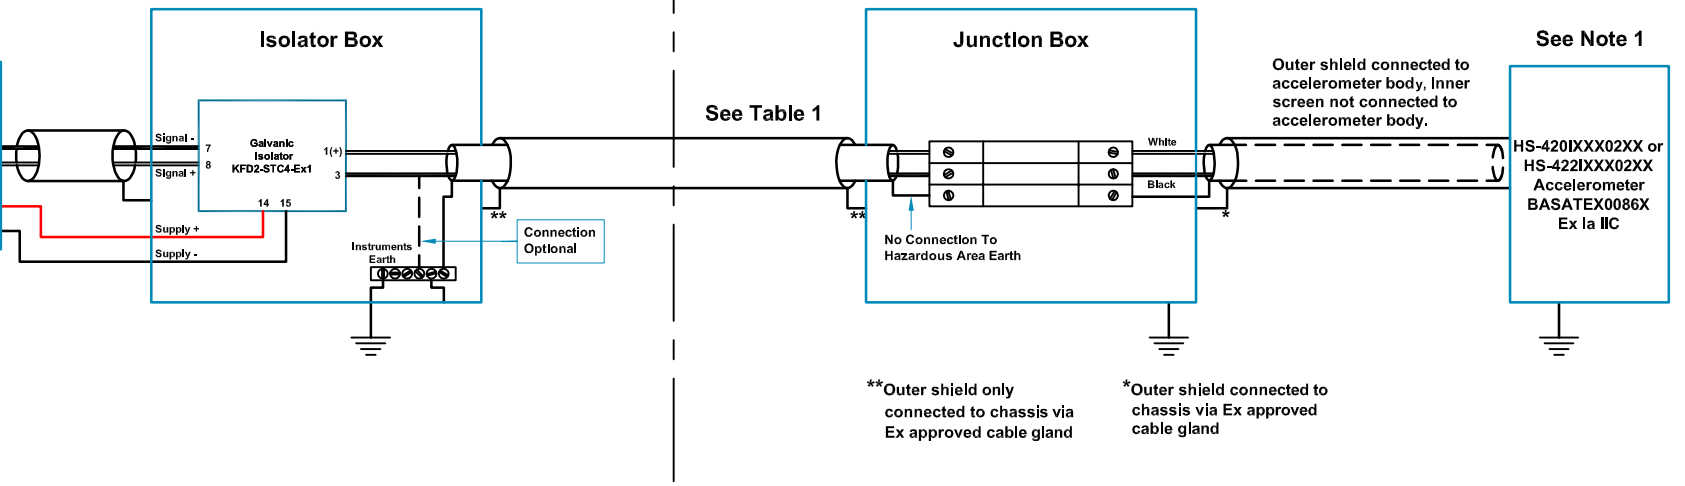 Isolator Box
Junction Box
See Note 1
See Table 1
Outer shield connected to
accelerometer body, Inner
screen not connected to
accelerometer body.
Signal -
7
8
Signal +
Galvanic
Isolator
KFD2-STC4-Ex1
1(+)
3
14 15
Supply +
Supply -
Instruments
Earth
Connection
Optional
**
**
White
Black
*
No Connection To
Hazardous Area Earth
HS-420IXXX02XX or
HS-422IXXX02XX
Accelerometer
BASATEX0086X
Ex Ia IIC
**Outer shield only
connected to chassis via
Ex approved cable gland
*Outer shield connected to
chassis via Ex approved
cable gland